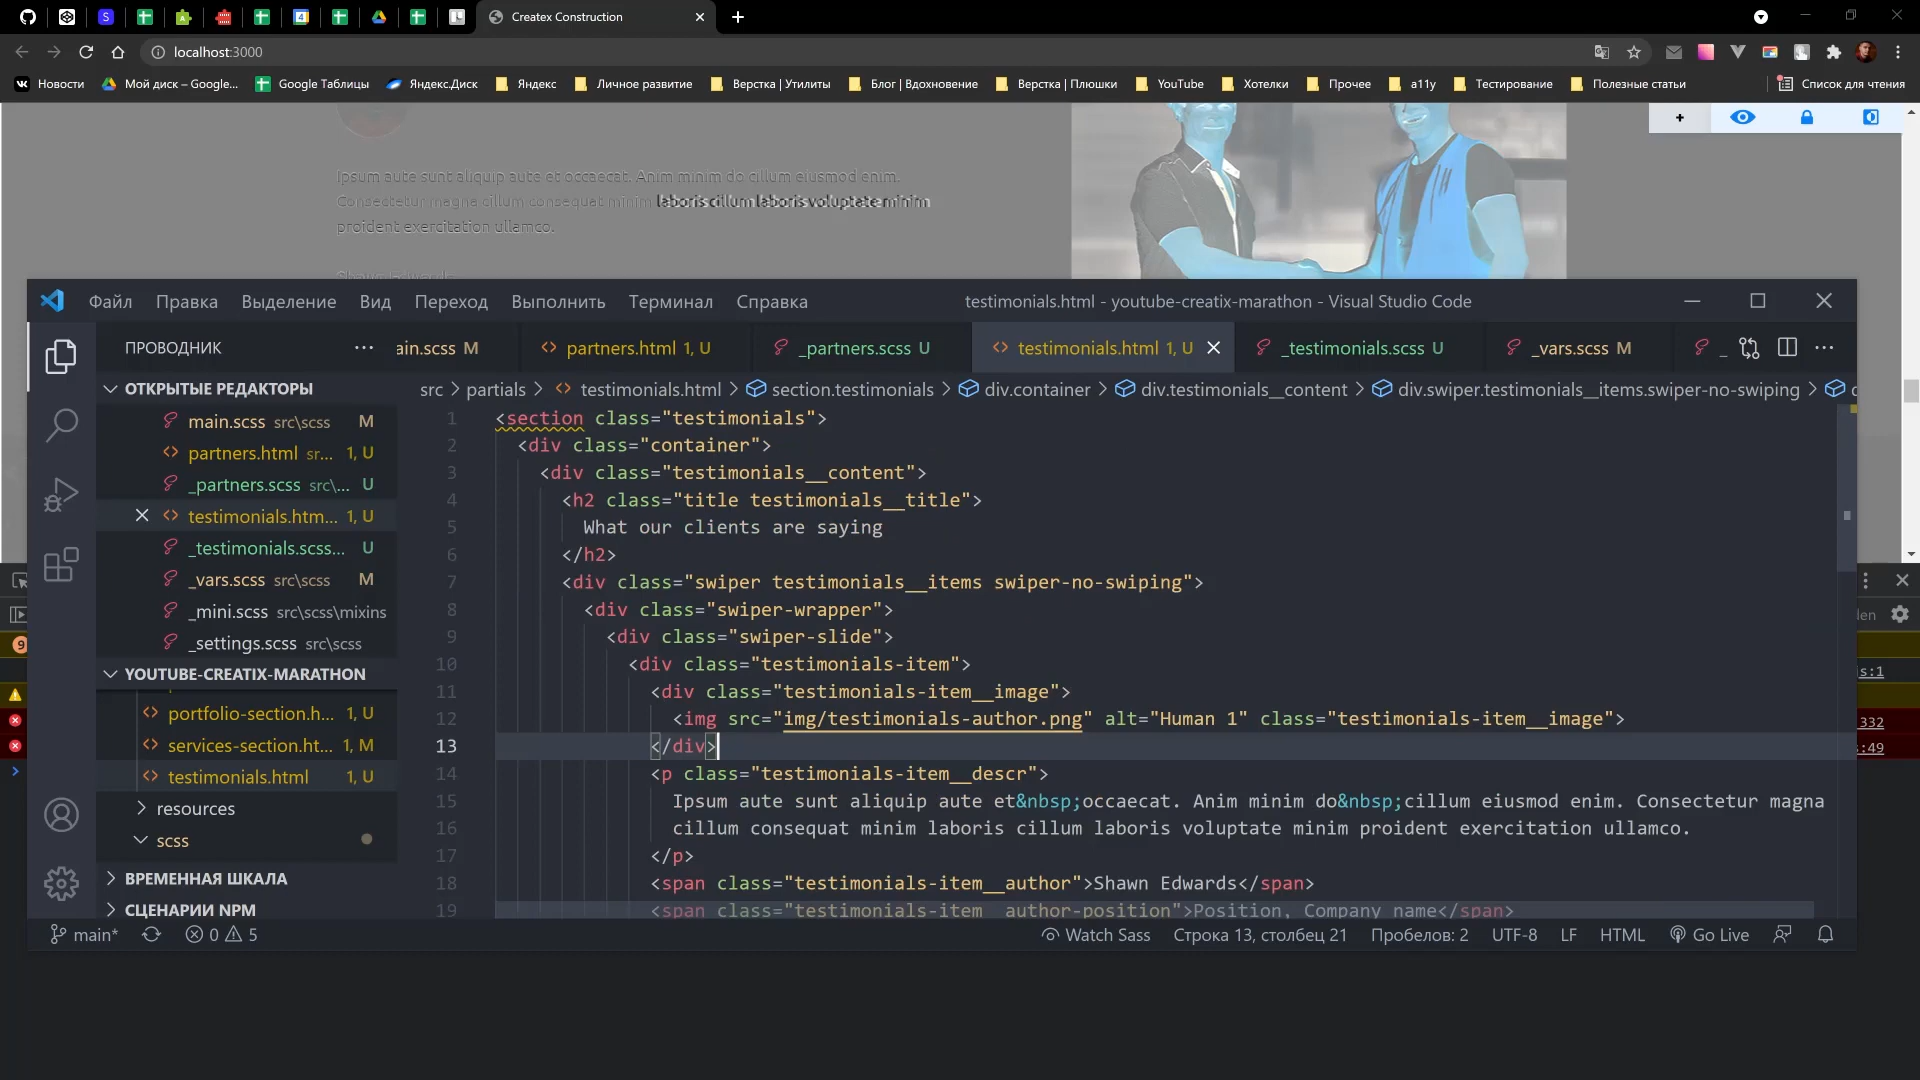 Createx Construction
localhost:3000
Новости
Мой диск – Google...
Google Таблицы
Яндекс.Диск
Яндекс
Личное развитие
Верстка | Утилиты
Блог | Вдохновение
Верстка | Плюшки
YouTube
Хотелки
Прочее
a11y
Тестирование
Полезные статьи
Список для чтения
Ipsum aute sunt aliquip aute et occaecat. Anim minim do cillum eiusmod enim.
Consectetur magna cillum consequat minim laboris cillum laboris voluptate minim
proident exercitation ullamco.
Shawn Edwards
Файл Правка Выделение Вид Переход Выполнить Терминал Справка
testimonials.html - youtube-creatix-marathon - Visual Studio Code
ПРОВОДНИК
ain.scss M
partners.html 1, U
_partners.scss U
testimonials.html 1, U
_testimonials.scss U
_vars.scss M
_
ОТКРЫТЫЕ РЕДАКТОРЫ
main.scss src\scss M
partners.html sr... 1, U
_partners.scss src\... U
testimonials.htm... 1, U
_testimonials.scss... U
_vars.scss src\scss M
_mini.scss src\scss\mixins
_settings.scss src\scss
YOUTUBE-CREATIX-MARATHON
portfolio-section.h... 1, U
services-section.ht... 1, M
testimonials.html 1, U
resources
scss
ВРЕМЕННАЯ ШКАЛА
СЦЕНАРИИ NPM
src > partials > testimonials.html > section.testimonials > div.container > div.testimonials__content > div.swiper.testimonials__items.swiper-no-swiping >
1 <section class="testimonials">
2 <div class="container">
3 <div class="testimonials__content">
4 <h2 class="title testimonials__title">
5 What our clients are saying
6 </h2>
7 <div class="swiper testimonials__items swiper-no-swiping">
8 <div class="swiper-wrapper">
9 <div class="swiper-slide">
10 <div class="testimonials-item">
11 <div class="testimonials-item__image">
12 <img src="img/testimonials-author.png" alt="Human 1" class="testimonials-item__image">
13 </div>
14 <p class="testimonials-item__descr">
15 Ipsum aute sunt aliquip aute et&nbsp;occaecat. Anim minim do&nbsp;cillum eiusmod enim. Consectetur magna
16 cillum consequat minim laboris cillum laboris voluptate minim proident exercitation ullamco.
17 </p>
18 <span class="testimonials-item__author">Shawn Edwards</span>
19 <span class="testimonials-item__author-position">Position, Company name</span>
9
len
s:1
332
:49
main*
0 5
Watch Sass
Строка 13, столбец 21
Пробелов: 2
UTF-8
LF
HTML
Go Live